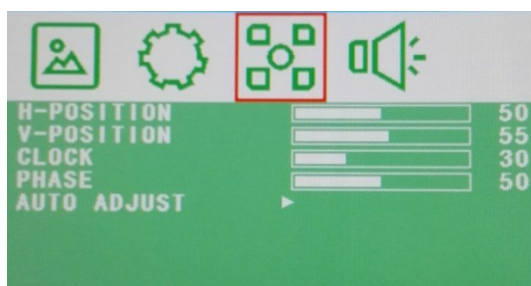 H-POSITION 50
V-POSITION 55
CLOCK 30
PHASE 50
AUTO ADJUST